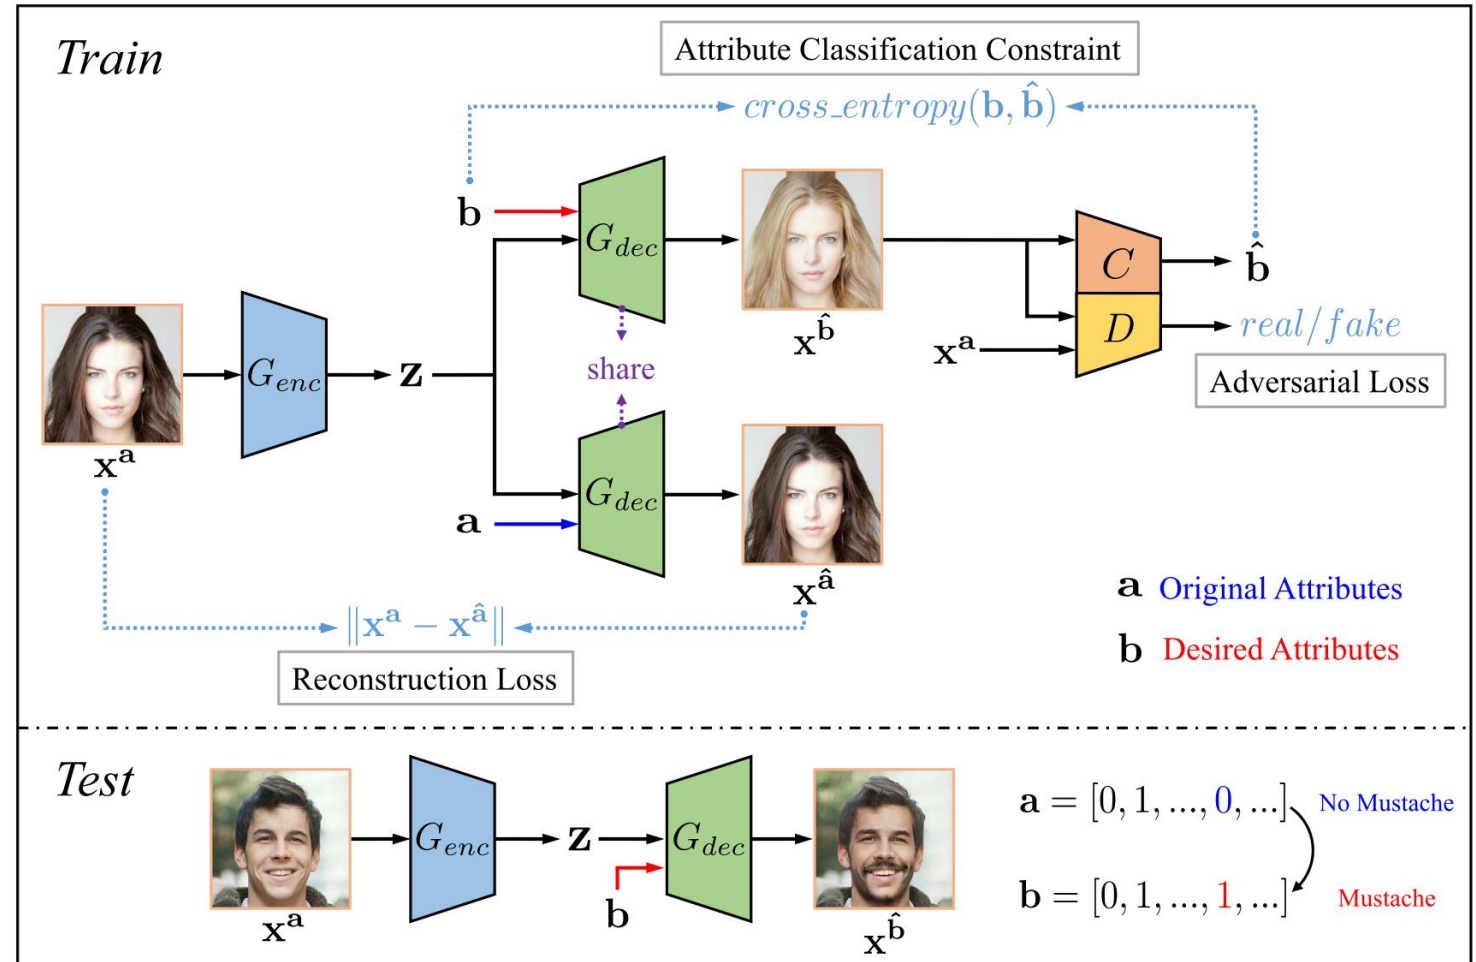 Train
Attribute Classification Constraint
cross_entropy(b, b̂)
b
G_dec
x^b̂
C
b̂
D
real/fake
x^a
Adversarial Loss
G_enc
z
share
x^a
a
G_dec
x^â
‖x^a − x^â‖
Reconstruction Loss
a Original Attributes
b Desired Attributes
Test
x^a
G_enc
z
b
G_dec
x^b̂
a = [0, 1, ..., 0, ...] No Mustache
b = [0, 1, ..., 1, ...] Mustache